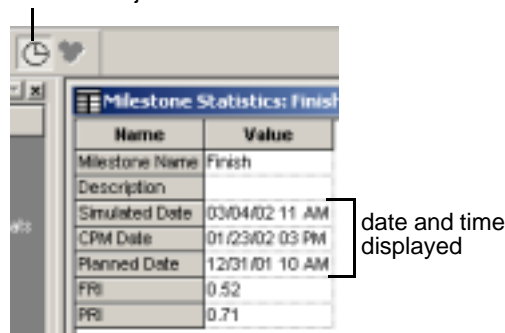 Milestone Statistics: Finish
Name Value
Milestone Name Finish
Description
Simulated Date 03/04/02 11 AM
CPM Date 01/23/02 03 PM
Planned Date 12/31/01 10 AM
date and time
displayed
FRI 0.52
PRI 0.71